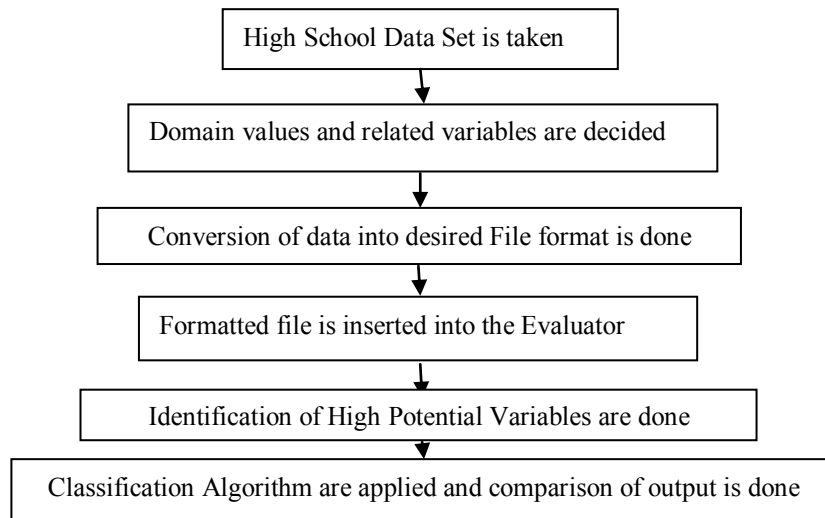 High School Data Set is taken
Domain values and related variables are decided
Conversion of data into desired File format is done
Formatted file is inserted into the Evaluator
Identification of High Potential Variables are done
Classification Algorithm are applied and comparison of output is done